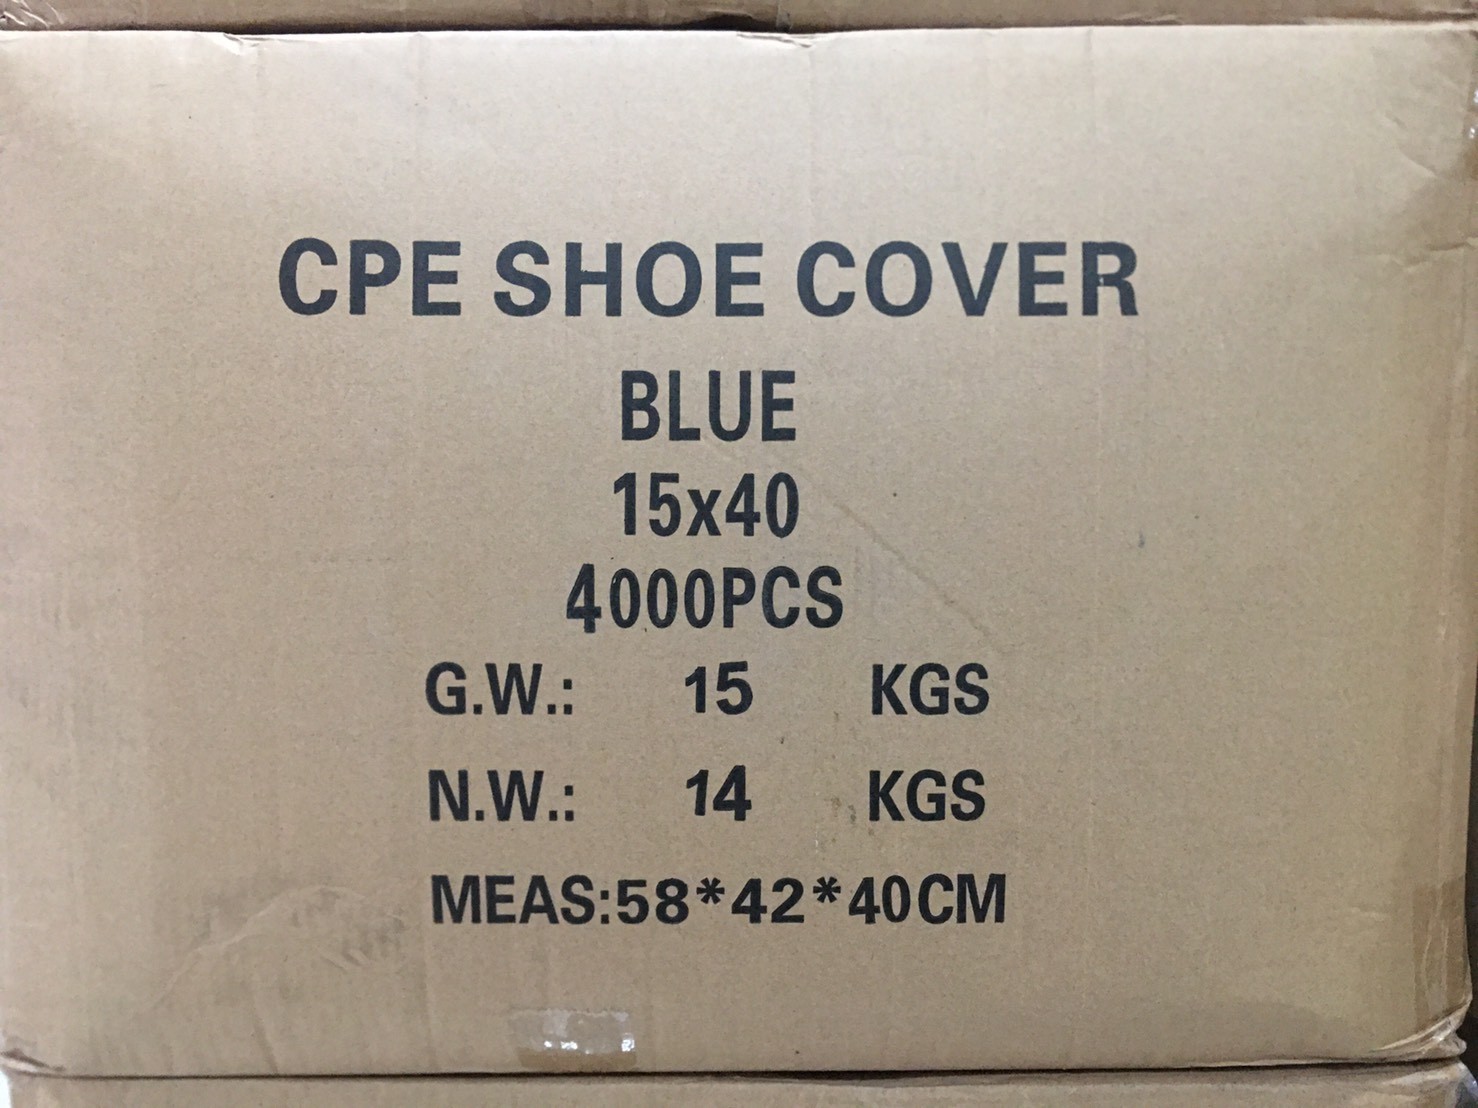 CPE SHOE COVER
BLUE
15x40
4000PCS
G.W.: 15 KGS
N.W.: 14 KGS
MEAS:58*42*40CM